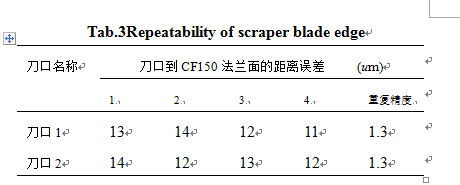 Tab.3Repeatability of scraper blade edge
刀口名称 刀口到 CF150 法兰面的距离误差 (um)
1. 2. 3. 4. 重复精度
刀口 1 13 14 12 11 1.3
刀口 2 14 12 13 12 1.3